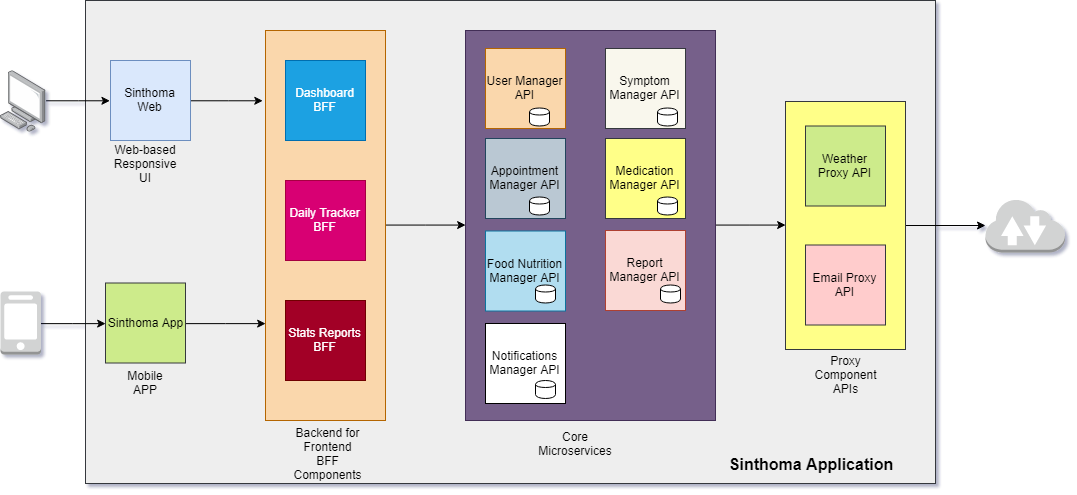 Sinthoma
Web
Web-based
Responsive
UI
Sinthoma App
Mobile
APP
Dashboard
BFF
Daily Tracker
BFF
Stats Reports
BFF
Backend for
Frontend
BFF
Components
User Manager
API
Symptom
Manager API
Appointment
Manager API
Medication
Manager API
Food Nutrition
Manager API
Report
Manager API
Notifications
Manager API
Core
Microservices
Weather
Proxy API
Email Proxy
API
Proxy
Component
APIs
Sinthoma Application